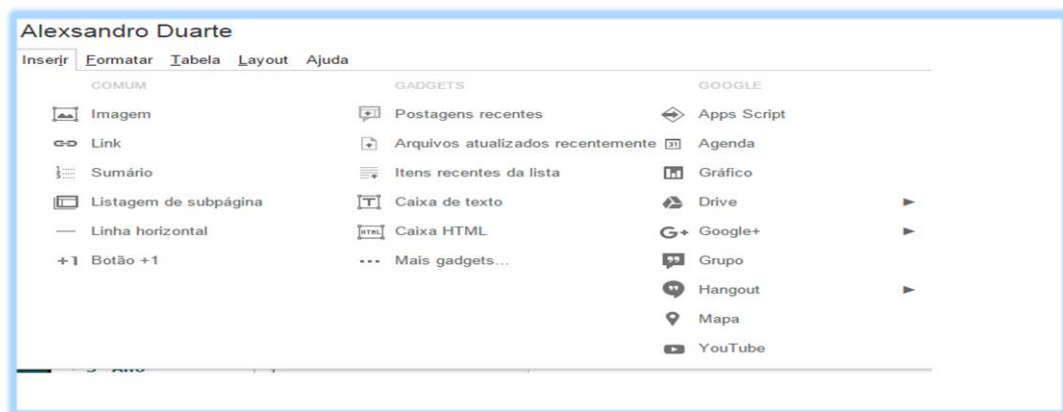 Alexsandro Duarte
Inserir Formatar Tabela Layout Ajuda
COMUM GADGETS GOOGLE
Imagem Postagens recentes Apps Script
Link Arquivos atualizados recentemente 31 Agenda
Sumário Itens recentes da lista Gráfico
Listagem de subpágina T Caixa de texto Drive
Linha horizontal HTML Caixa HTML G+ Google+
+1 Botão +1 ... Mais gadgets... Grupo
Hangout
Mapa
YouTube